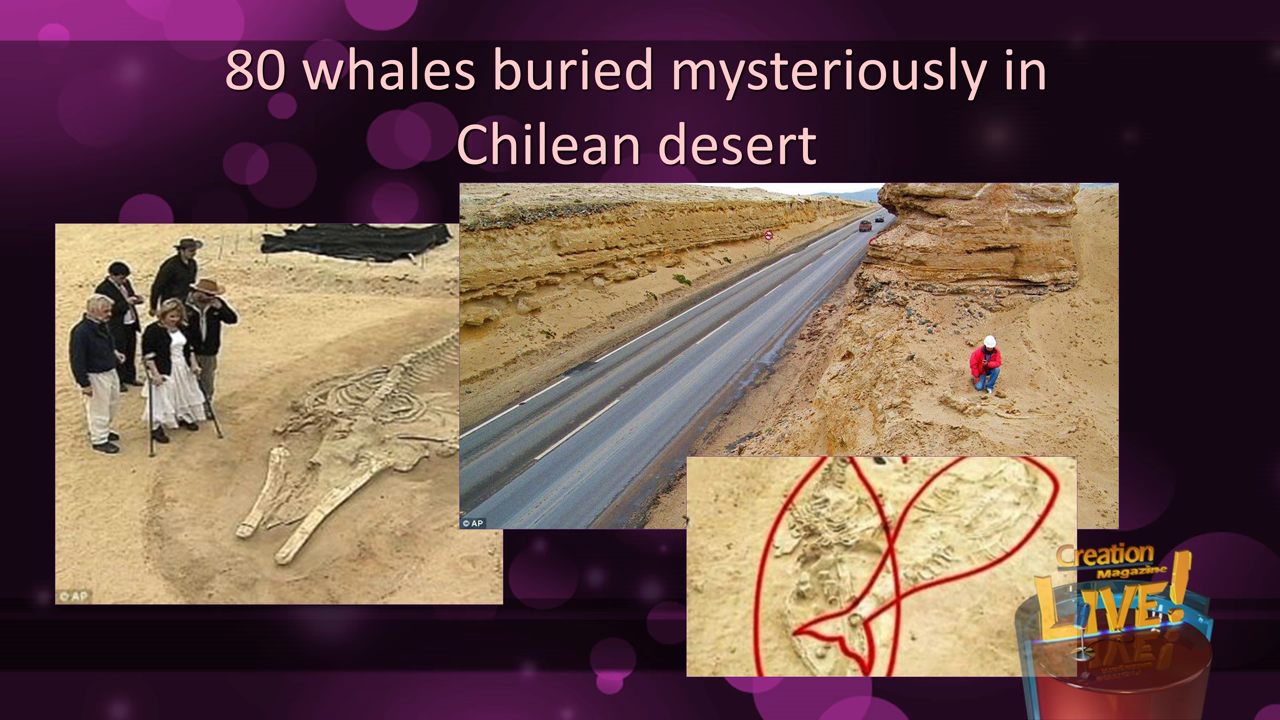 80 whales buried mysteriously in
Chilean desert
© AP
© AP
Creation
Magazine
LIVE!